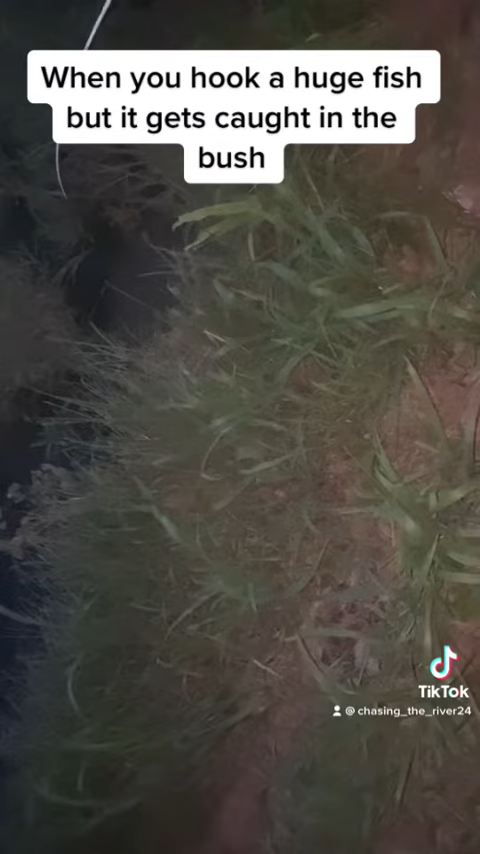 When you hook a huge fish
but it gets caught in the
bush
TikTok
@ chasing_the_river24